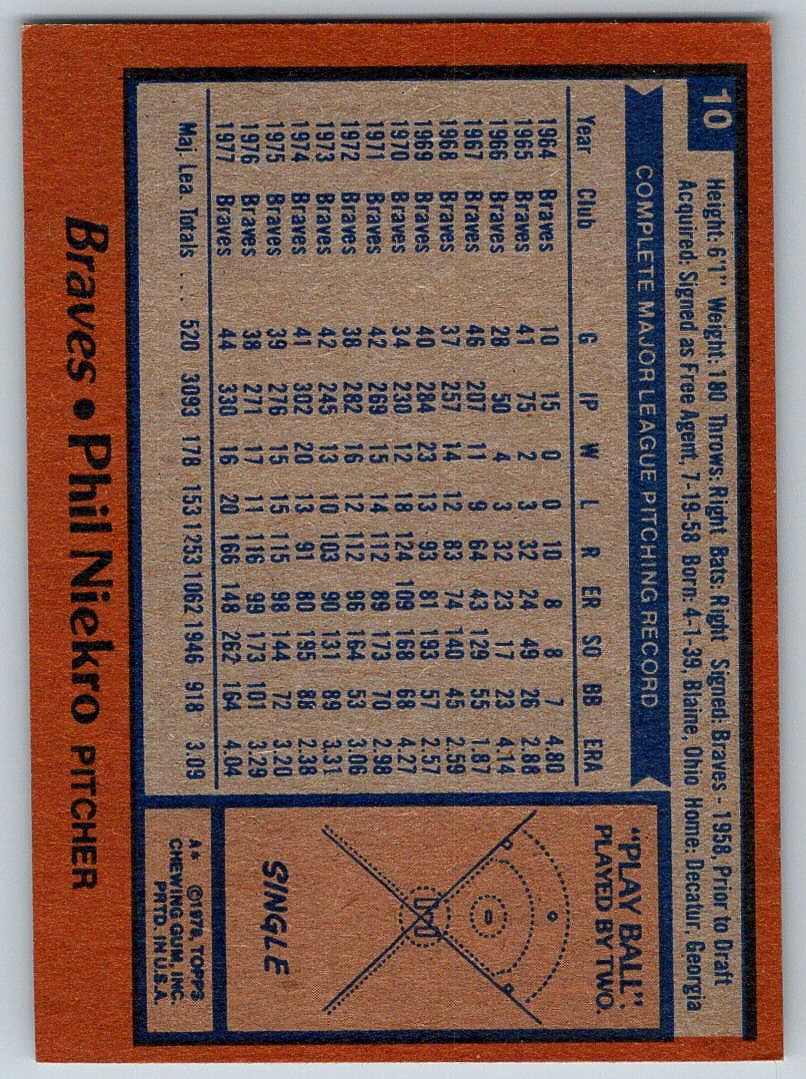 10
Height: 6'1" Weight: 180 Throws: Right Bats: Right Signed: Braves - 1958, Prior to Draft
Acquired: Signed as Free Agent, 7-19-58 Born: 4-1-39, Blaine, Ohio Home: Decatur, Georgia
COMPLETE MAJOR LEAGUE PITCHING RECORD
Year Club G IP W L R ER SO BB ERA
1964 Braves 10 15 0 0 10 8 8 7 4.80
1965 Braves 41 75 2 3 32 24 49 26 2.88
1966 Braves 28 50 4 3 32 23 17 23 4.14
1967 Braves 46 207 11 9 64 43 129 55 1.87
1968 Braves 37 257 14 12 83 74 140 45 2.59
1969 Braves 40 284 23 13 93 81 193 57 2.57
1970 Braves 34 230 12 18 124 109 168 68 4.27
1971 Braves 42 269 15 14 112 89 173 70 2.98
1972 Braves 38 282 16 12 112 96 164 53 3.06
1973 Braves 42 245 13 10 103 90 131 89 3.31
1974 Braves 41 302 20 13 91 80 195 88 2.38
1975 Braves 39 276 15 15 115 98 144 72 3.20
1976 Braves 38 271 17 11 116 99 173 101 3.29
1977 Braves 44 330 16 20 166 148 262 164 4.04
Maj. Lea. Totals . . . 520 3093 178 153 1253 1062 1946 918 3.09
"PLAY BALL".
PLAYED BY TWO.
SINGLE
A* ©1978, TOPPS
CHEWING GUM, INC.
PRTD. IN U.S.A.
Braves • Phil Niekro PITCHER